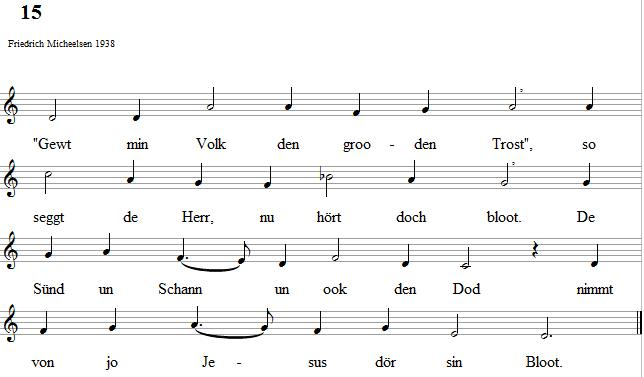 15
Friedrich Micheelsen 1938
"Gewt min Volk den groo - den Trost", so
seggt de Herr, nu hört doch bloot. De
Sünd un Schann un ook den Dod nimmt
von jo Je - sus dör sin Bloot.